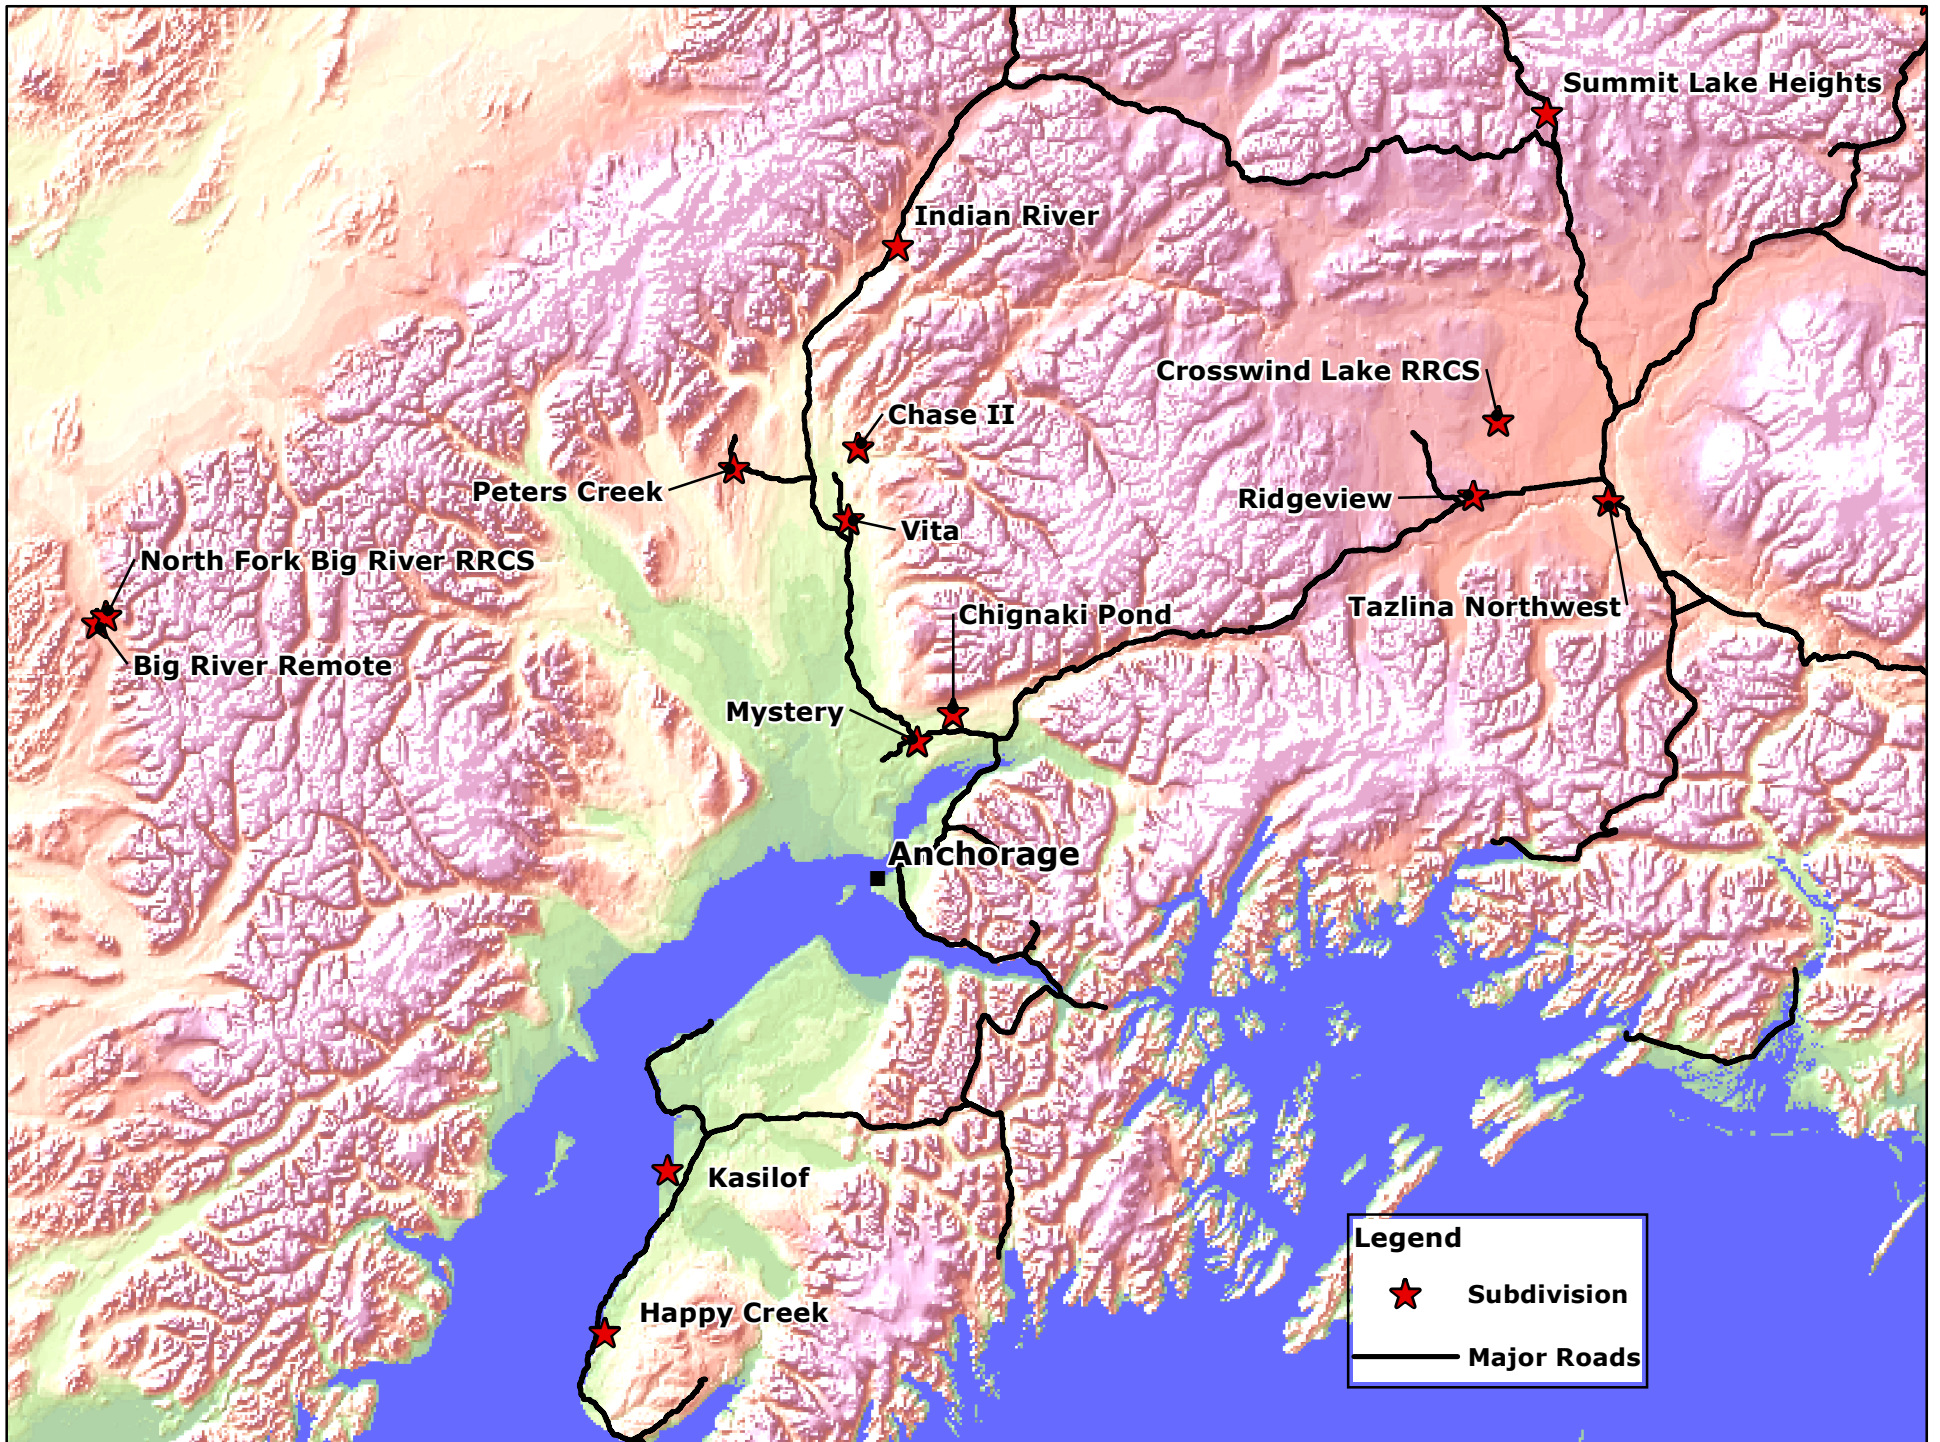 Summit Lake Heights
Indian River
Crosswind Lake RRCS
Chase II
Peters Creek
Ridgeview
Vita
North Fork Big River RRCS
Chignaki Pond
Tazlina Northwest
Big River Remote
Mystery
Anchorage
Kasilof
Happy Creek
Legend
Subdivision
Major Roads